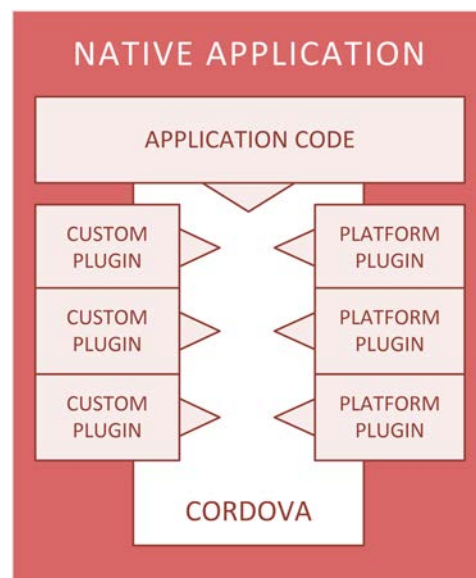 NATIVE APPLICATION
APPLICATION CODE
CUSTOM
PLUGIN
PLATFORM
PLUGIN
CUSTOM
PLUGIN
PLATFORM
PLUGIN
CUSTOM
PLUGIN
PLATFORM
PLUGIN
CORDOVA